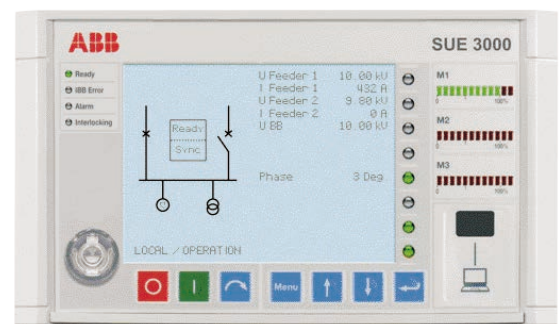 ABB
SUE 3000
Ready
IBB Error
Alarm
Interlocking
U Feeder 1 10.00 kV
I Feeder 1 432 A
U Feeder 2 9.80 kV
I Feeder 2 0 A
U BB 10.00 kV
Ready
Sync
Phase 3 Deg
LOCAL / OPERATION
M1
0 100%
M2
0 100%
M3
0 100%
Menu